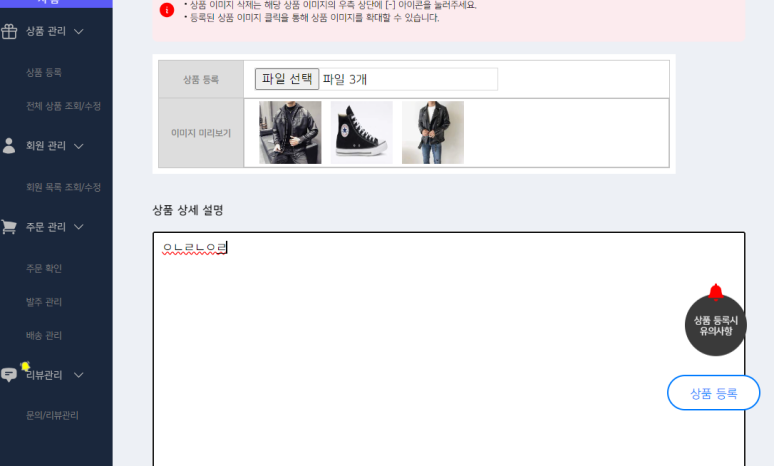 • 상품 이미지 삭제는 해당 상품 이미지의 우측 상단에 [-] 아이콘을 눌러주세요.
• 등록된 상품 이미지 클릭을 통해 상품 이미지를 확대할 수 있습니다.
상품 관리
상품 등록
전체 상품 조회/수정
회원 관리
회원 목록 조회/수정
주문 관리
주문 확인
발주 관리
배송 관리
리뷰관리
문의/리뷰관리
상품 등록
파일 선택 파일 3개
이미지 미리보기
상품 상세 설명
ㅇㄴㄹㄴㅇㄹ
상품 등록시
유의사항
상품 등록